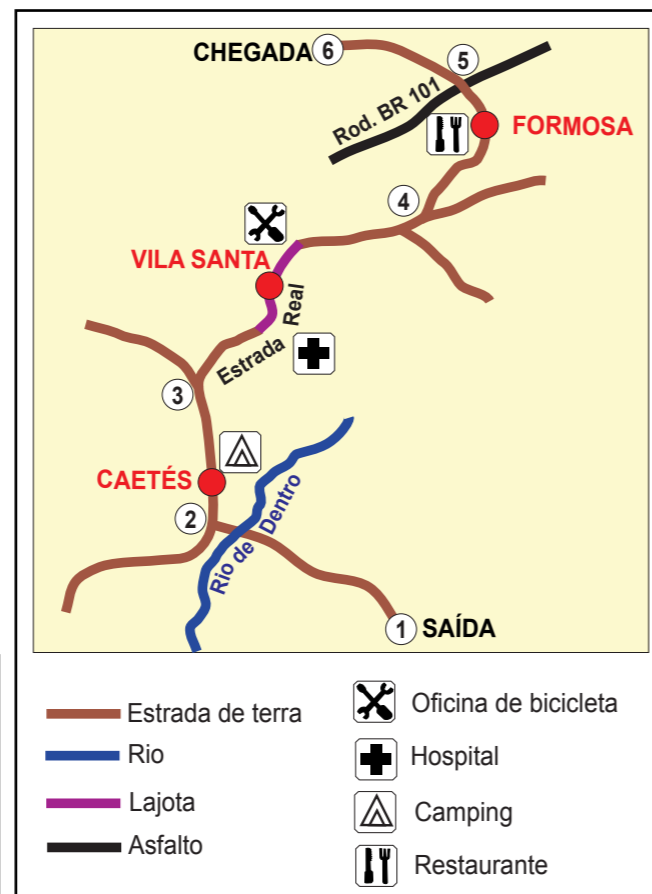 CHEGADA
6
5
Rod. BR 101
FORMOSA
4
VILA SANTA
Estrada Real
3
CAETÉS
2
Rio de Dentro
1
SAÍDA
Estrada de terra
Oficina de bicicleta
Rio
Hospital
Lajota
Camping
Asfalto
Restaurante